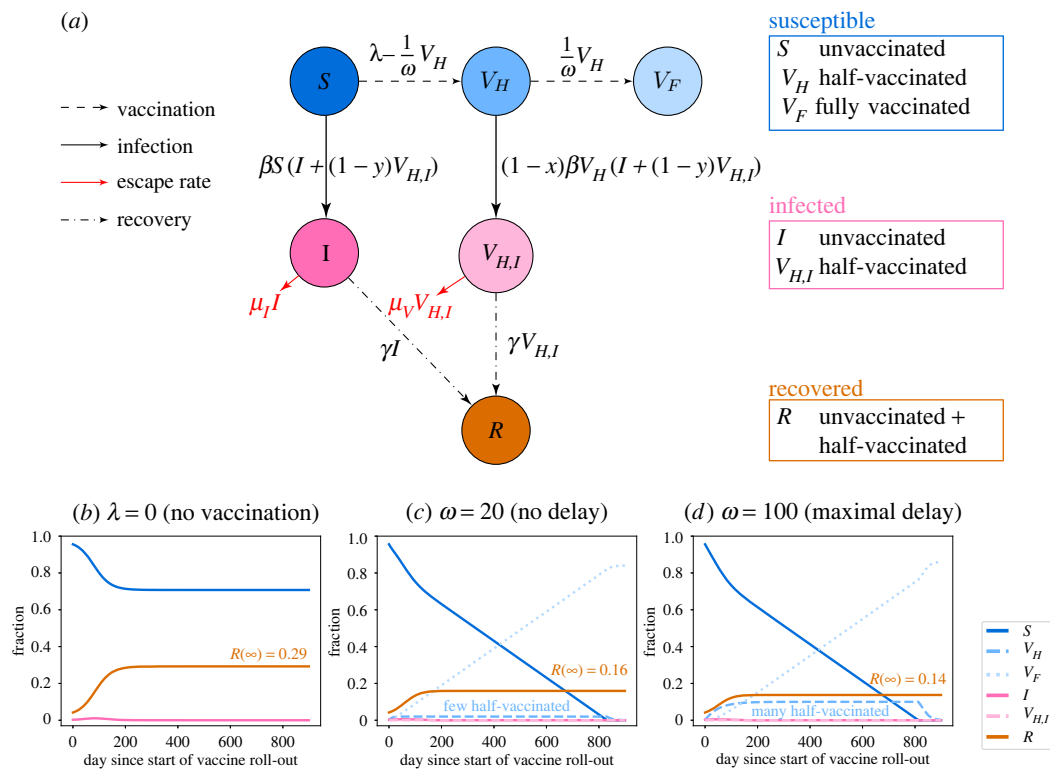 (a)
λ – 1/ω V_H
1/ω V_H
S
V_H
V_F
susceptible
S unvaccinated
V_H half-vaccinated
V_F fully vaccinated
vaccination
infection
escape rate
recovery
βS(I + (1 – y)V_{H,I})
(1 – x)βV_H(I + (1 – y)V_{H,I})
I
V_{H,I}
infected
I unvaccinated
V_{H,I} half-vaccinated
μ_I I
μ_V V_{H,I}
γI
γV_{H,I}
R
recovered
R unvaccinated +
half-vaccinated
(b) λ = 0 (no vaccination)
fraction
1.0
0.8
0.6
0.4
0.2
0
R(∞) = 0.29
0 200 400 600 800
day since start of vaccine roll-out
(c) ω = 20 (no delay)
fraction
1.0
0.8
0.6
0.4
0.2
0
R(∞) = 0.16
few half-vaccinated
0 200 400 600 800
day since start of vaccine roll-out
(d) ω = 100 (maximal delay)
fraction
1.0
0.8
0.6
0.4
0.2
0
R(∞) = 0.14
many half-vaccinated
0 200 400 600 800
day since start of vaccine roll-out
S
V_H
V_F
I
V_{H,I}
R